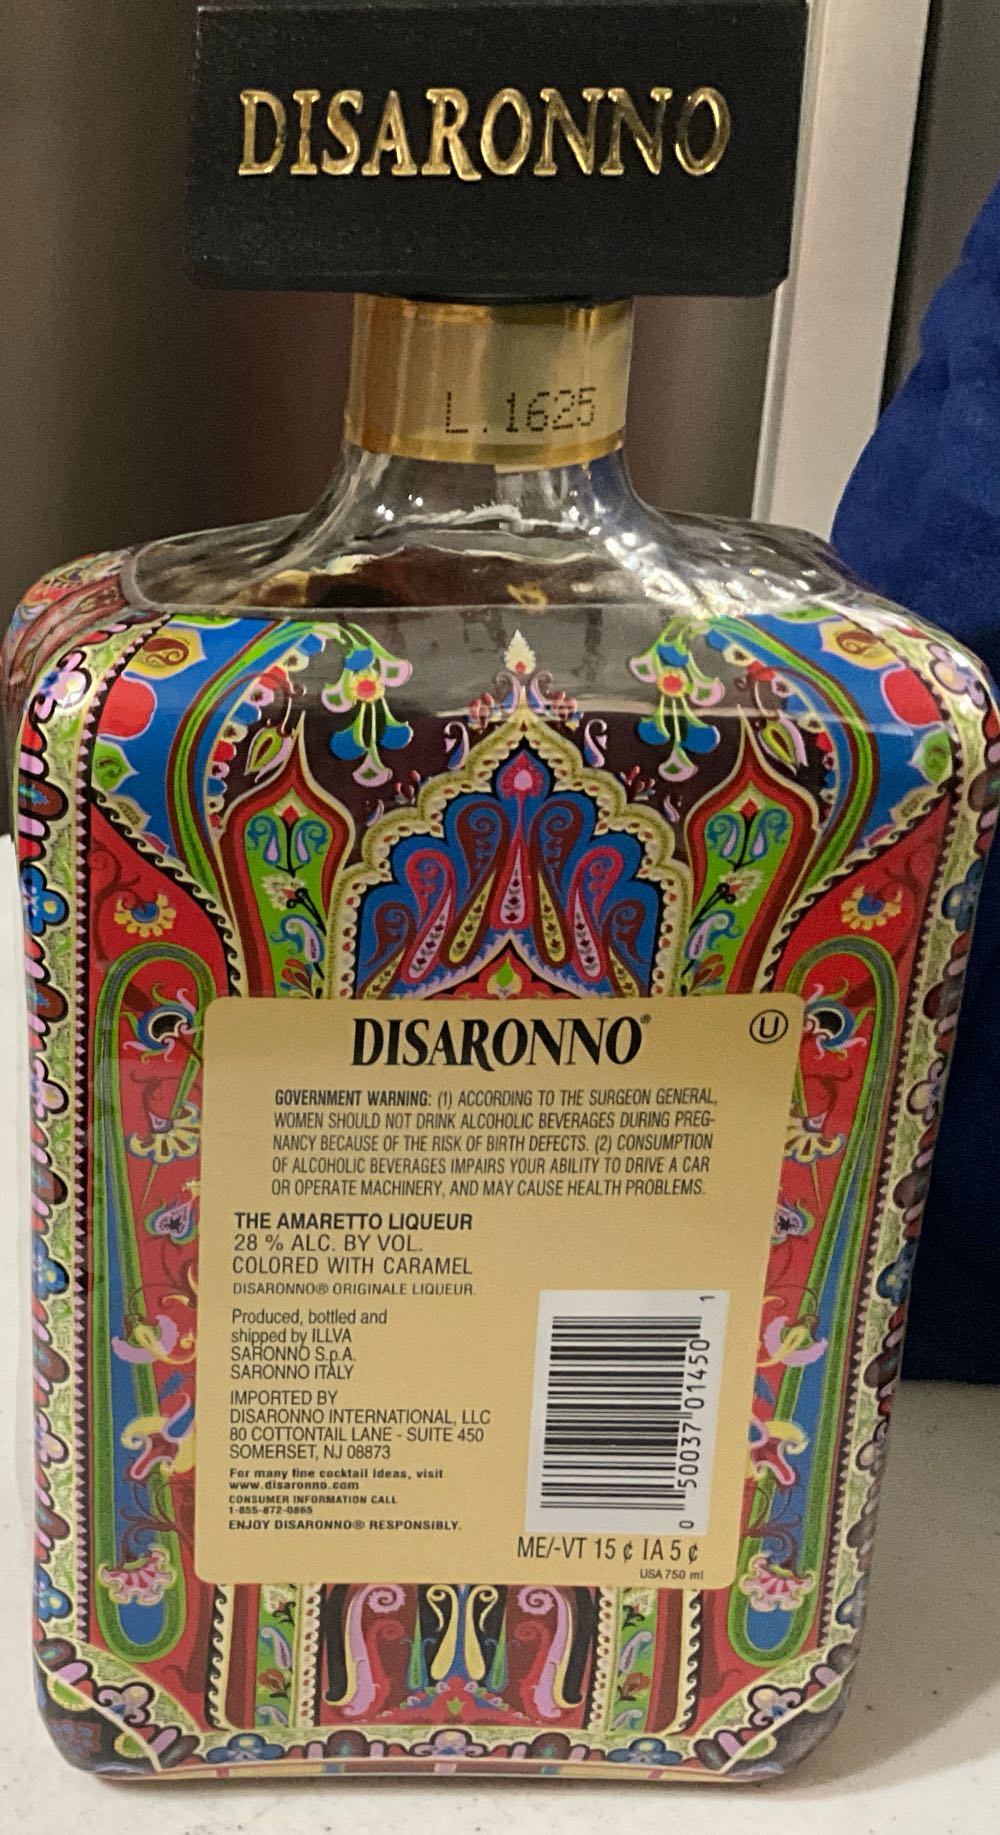 DISARONNO
L.1625
DISARONNO®
U
GOVERNMENT WARNING: (1) ACCORDING TO THE SURGEON GENERAL,
WOMEN SHOULD NOT DRINK ALCOHOLIC BEVERAGES DURING PREG-
NANCY BECAUSE OF THE RISK OF BIRTH DEFECTS. (2) CONSUMPTION
OF ALCOHOLIC BEVERAGES IMPAIRS YOUR ABILITY TO DRIVE A CAR
OR OPERATE MACHINERY, AND MAY CAUSE HEALTH PROBLEMS.
THE AMARETTO LIQUEUR
28 % ALC. BY VOL.
COLORED WITH CARAMEL
DISARONNO® ORIGINALE LIQUEUR.
Produced, bottled and
shipped by ILLVA
SARONNO S.p.A.
SARONNO ITALY
IMPORTED BY
DISARONNO INTERNATIONAL, LLC
80 COTTONTAIL LANE - SUITE 450
SOMERSET, NJ 08873
For many fine cocktail ideas, visit
www.disaronno.com
CONSUMER INFORMATION CALL
1-855-872-0865
ENJOY DISARONNO® RESPONSIBLY.
0 50037 01450 1
ME/-VT 15 ¢ IA 5 ¢
USA 750 ml